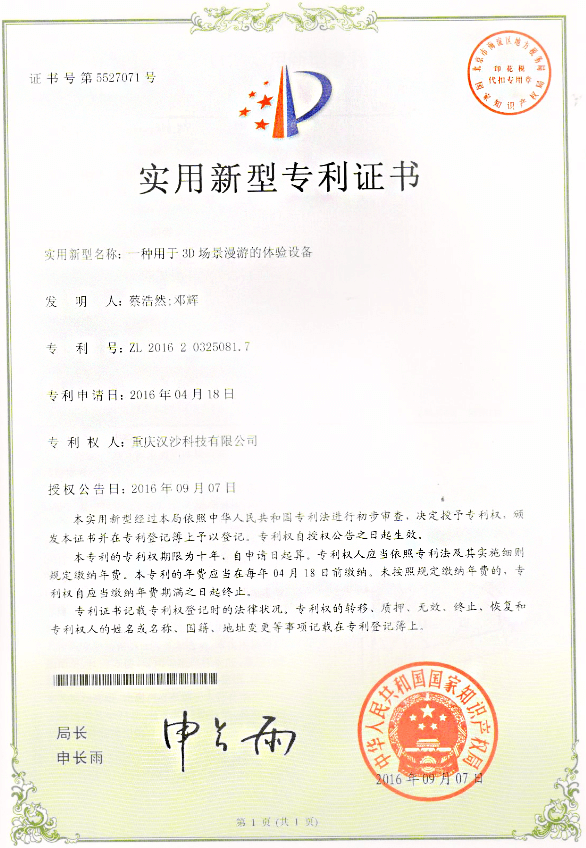 证书号第5527071号
北京市海淀区地方税务局
印花税
代扣专用章
国家知识产权局
实用新型专利证书
实用新型名称：一种用于3D场景漫游的体验设备
发明人：蔡浩然;邓辉
专利号：ZL 2016 2 0325081.7
专利申请日：2016年04月18日
专利权人：重庆汉沙科技有限公司
授权公告日：2016年09月07日
本实用新型经过本局依照中华人民共和国专利法进行初步审查，决定授予专利权，颁
发本证书并在专利登记簿上予以登记。专利权自授权公告之日起生效。
本专利的专利权期限为十年，自申请日起算。专利权人应当依照专利法及其实施细则
规定缴纳年费。本专利的年费应当在每年04月18日前缴纳。未按照规定缴纳年费的，专
利权自应当缴纳年费期满之日起终止。
专利证书记载专利权登记时的法律状况。专利权的转移、质押、无效、终止、恢复和
专利权人的姓名或名称、国籍、地址变更等事项记载在专利登记簿上。
局长
申长雨
申长雨
中华人民共和国国家知识产权局
2016年09月07日
第1页(共1页)